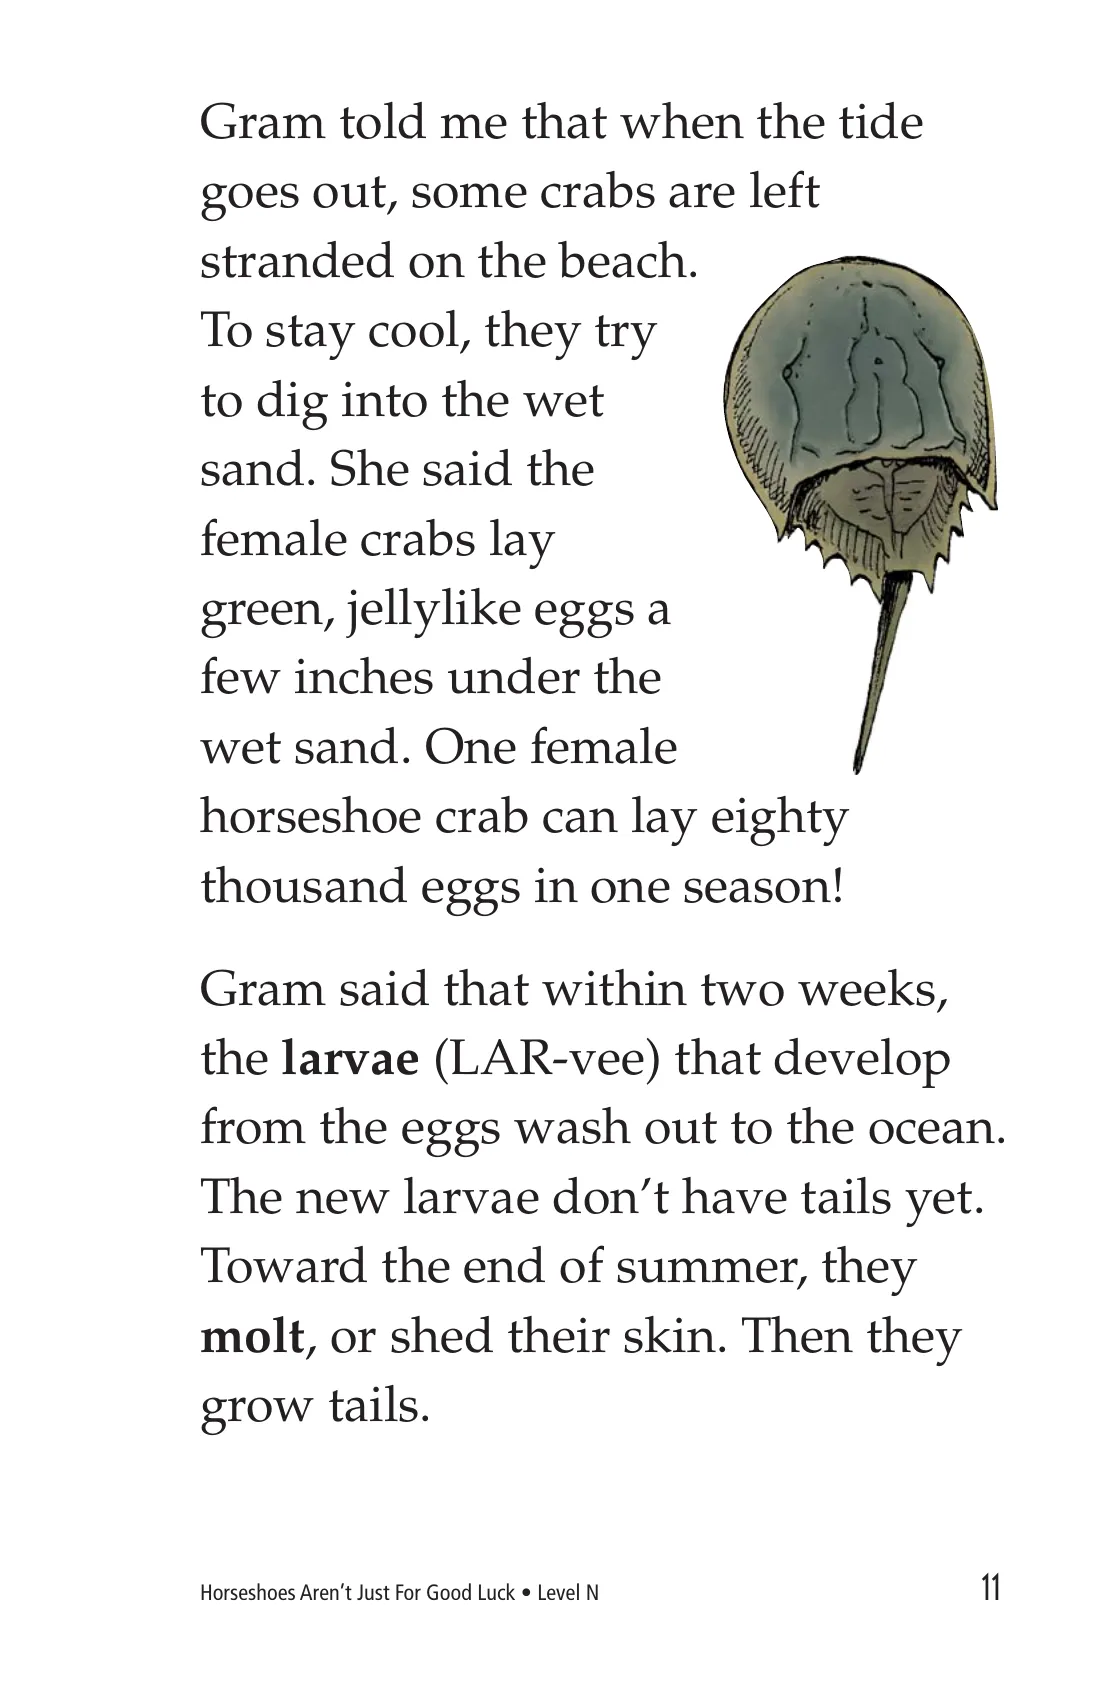 Gram told me that when the tide
goes out, some crabs are left
stranded on the beach.
To stay cool, they try
to dig into the wet
sand. She said the
female crabs lay
green, jellylike eggs a
few inches under the
wet sand. One female
horseshoe crab can lay eighty
thousand eggs in one season!
Gram said that within two weeks,
the larvae (LAR-vee) that develop
from the eggs wash out to the ocean.
The new larvae don’t have tails yet.
Toward the end of summer, they
molt, or shed their skin. Then they
grow tails.
Horseshoes Aren’t Just For Good Luck • Level N
11